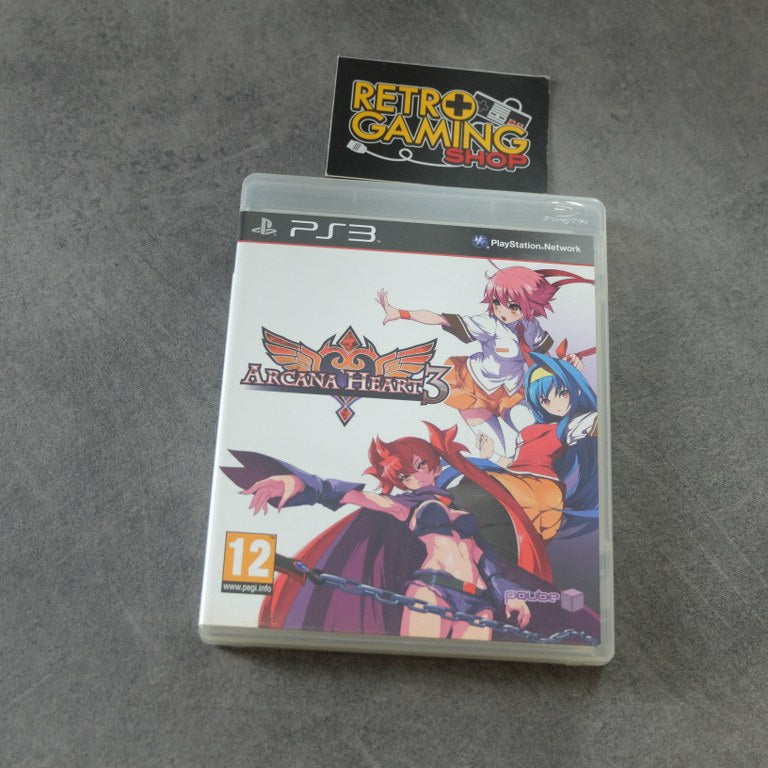 RETRO
GAMING
SHOP
PS3
PlayStation®Network
ARCANA HEART 3
12
www.pegi.info
pqube